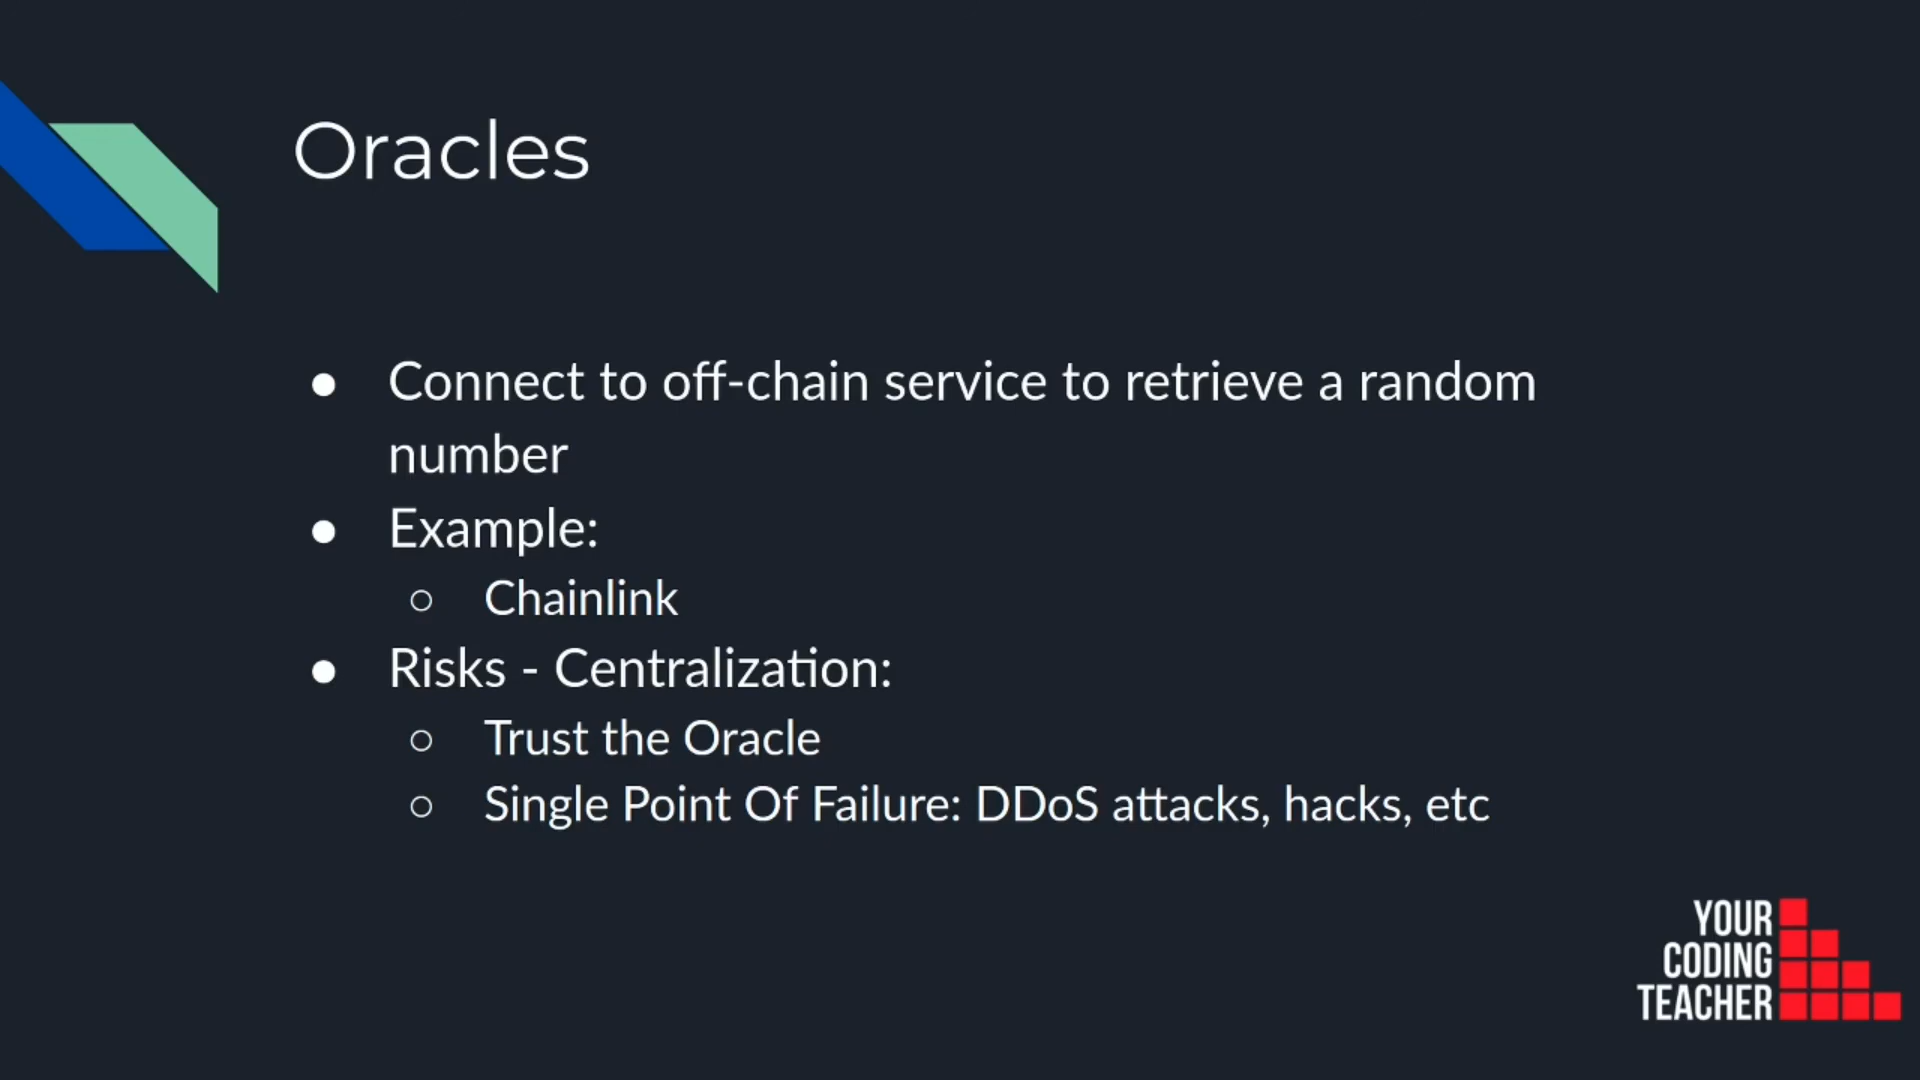 Oracles
● Connect to off-chain service to retrieve a random
number
● Example:
○ Chainlink
● Risks - Centralization:
○ Trust the Oracle
○ Single Point Of Failure: DDoS attacks, hacks, etc
YOUR
CODING
TEACHER